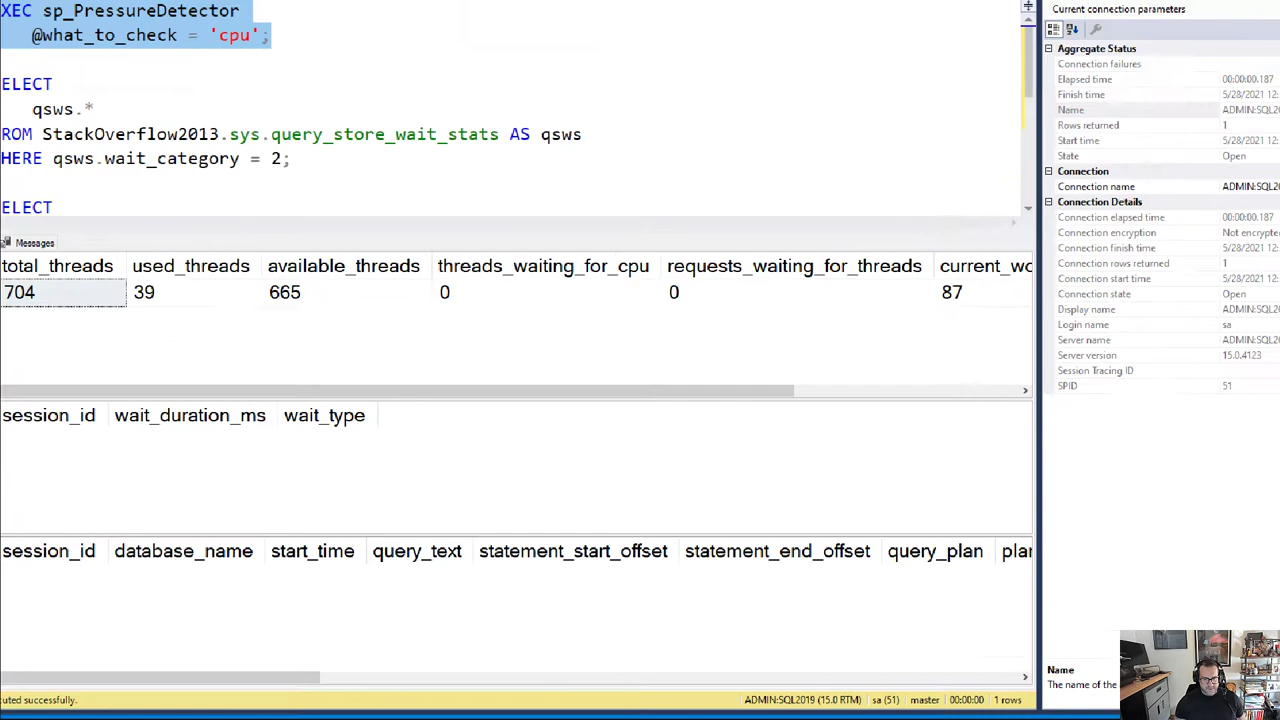 XEC sp_PressureDetector
@what_to_check = 'cpu';
ELECT
qsws.*
ROM StackOverflow2013.sys.query_store_wait_stats AS qsws
HERE qsws.wait_category = 2;
ELECT
Messages
total_threads used_threads available_threads threads_waiting_for_cpu requests_waiting_for_threads current_wo
704 39 665 0 0 87
session_id wait_duration_ms wait_type
session_id database_name start_time query_text statement_start_offset statement_end_offset query_plan plan
uted successfully. ADMIN:SQL2019 (15.0 RTM) sa (51) master 00:00:00 1 rows
Current connection parameters
Aggregate Status
Connection failures
Elapsed time 00:00:00.187
Finish time 5/28/2021 12:
Name ADMIN:SQL20
Rows returned 1
Start time 5/28/2021 12:
State Open
Connection
Connection name ADMIN:SQL20
Connection Details
Connection elapsed time 00:00:00.187
Connection encryption Not encrypte
Connection finish time 5/28/2021 12:
Connection rows returned 1
Connection start time 5/28/2021 12:
Connection state Open
Display name ADMIN:SQL20
Login name sa
Server name ADMIN:SQL20
Server version 15.0.4123
Session Tracing ID
SPID 51
Name
The name of the